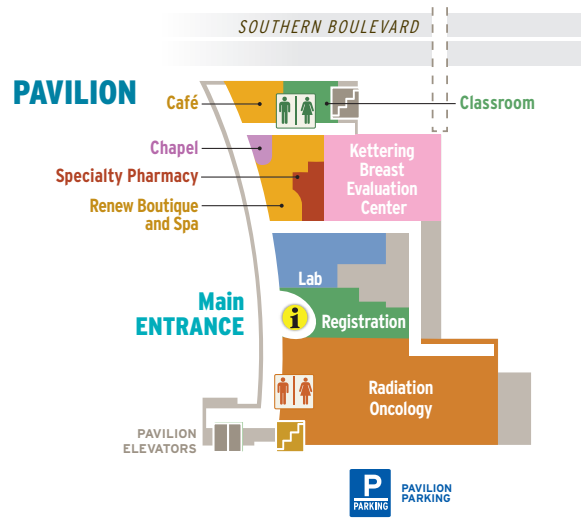 SOUTHERN BOULEVARD
PAVILION
Café
Classroom
Chapel
Specialty Pharmacy
Renew Boutique
and Spa
Kettering
Breast
Evaluation
Center
Lab
Main
ENTRANCE
i
Registration
Radiation
Oncology
PAVILION
ELEVATORS
P
PARKING
PAVILION
PARKING